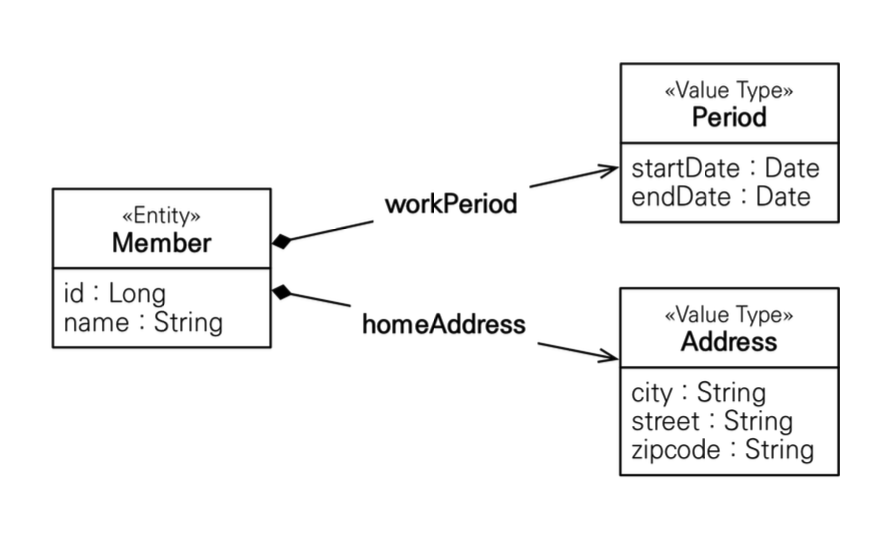 «Entity»
Member
id : Long
name : String
workPeriod
homeAddress
«Value Type»
Period
startDate : Date
endDate : Date
«Value Type»
Address
city : String
street : String
zipcode : String